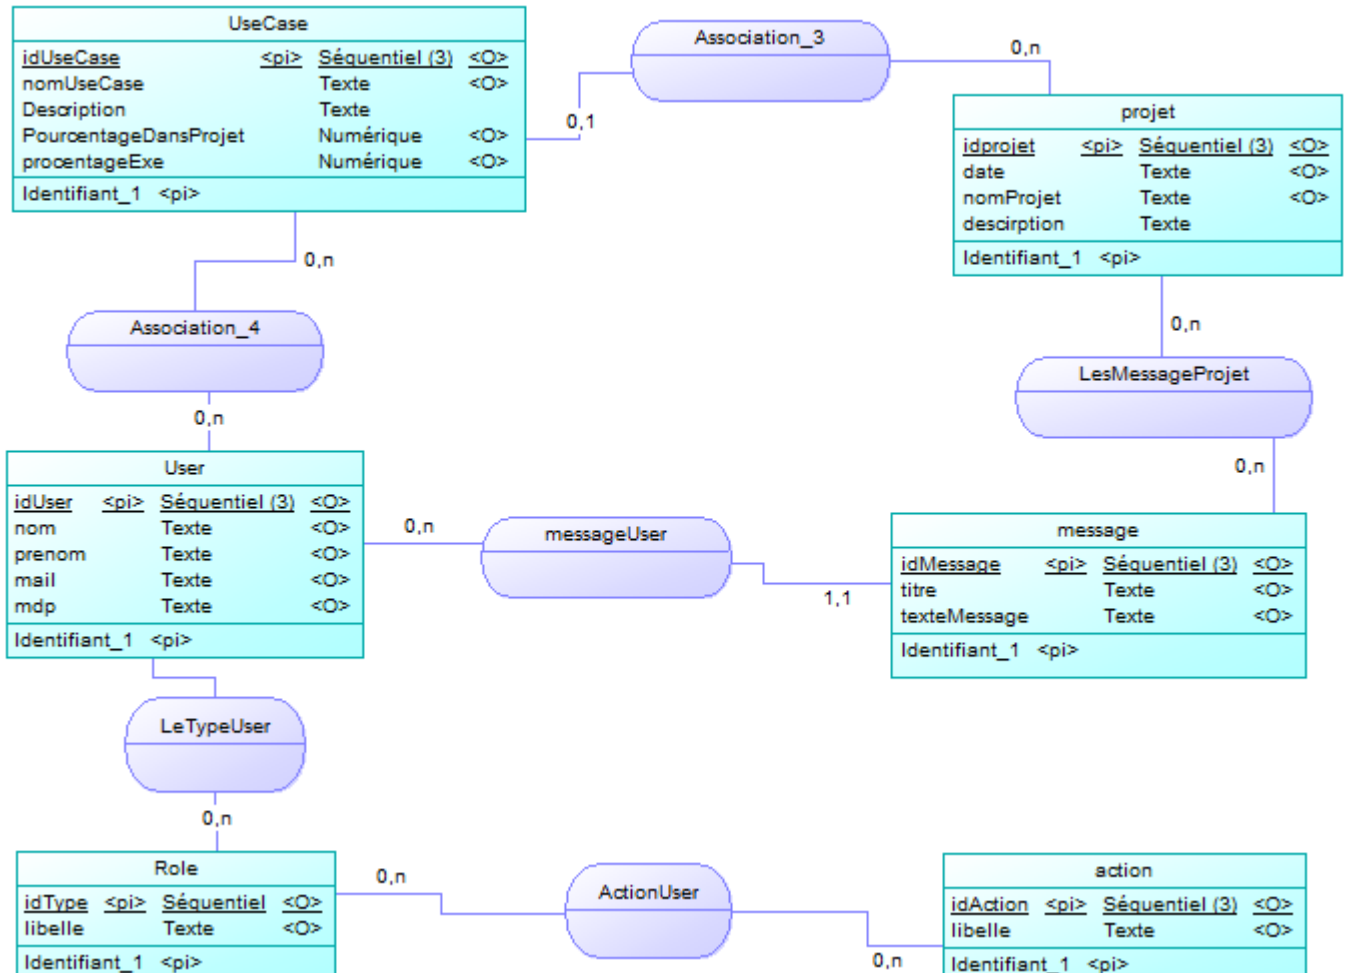 UseCase
idUseCase <pi> Séquentiel (3) <O>
nomUseCase Texte <O>
Description Texte
PourcentageDansProjet Numérique <O>
procentageExe Numérique <O>
Identifiant_1 <pi>
Association_3
0,1
0,n
projet
idprojet <pi> Séquentiel (3) <O>
date Texte <O>
nomProjet Texte <O>
descirption Texte
Identifiant_1 <pi>
0,n
Association_4
0,n
0,n
LesMessageProjet
0,n
User
idUser <pi> Séquentiel (3) <O>
nom Texte <O>
prenom Texte <O>
mail Texte <O>
mdp Texte <O>
Identifiant_1 <pi>
0,n
messageUser
1,1
message
idMessage <pi> Séquentiel (3) <O>
titre Texte <O>
texteMessage Texte <O>
Identifiant_1 <pi>
LeTypeUser
0,n
Role
idType <pi> Séquentiel <O>
libelle Texte <O>
Identifiant_1 <pi>
0,n
ActionUser
0,n
action
idAction <pi> Séquentiel (3) <O>
libelle Texte <O>
Identifiant_1 <pi>